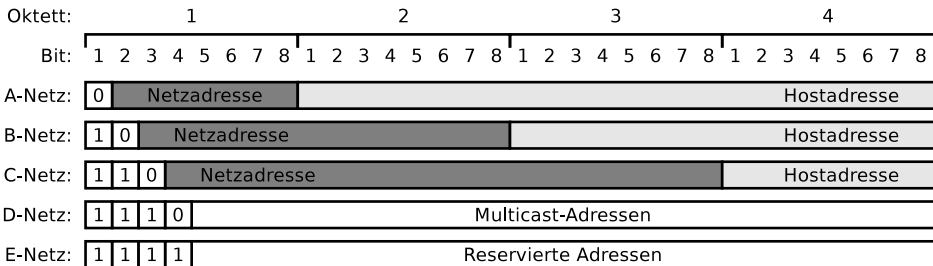 Oktett: 1 2 3 4
Bit: 1 2 3 4 5 6 7 8 1 2 3 4 5 6 7 8 1 2 3 4 5 6 7 8 1 2 3 4 5 6 7 8
A-Netz: 0 Netzadresse Hostadresse
B-Netz: 1 0 Netzadresse Hostadresse
C-Netz: 1 1 0 Netzadresse Hostadresse
D-Netz: 1 1 1 0 Multicast-Adressen
E-Netz: 1 1 1 1 Reservierte Adressen